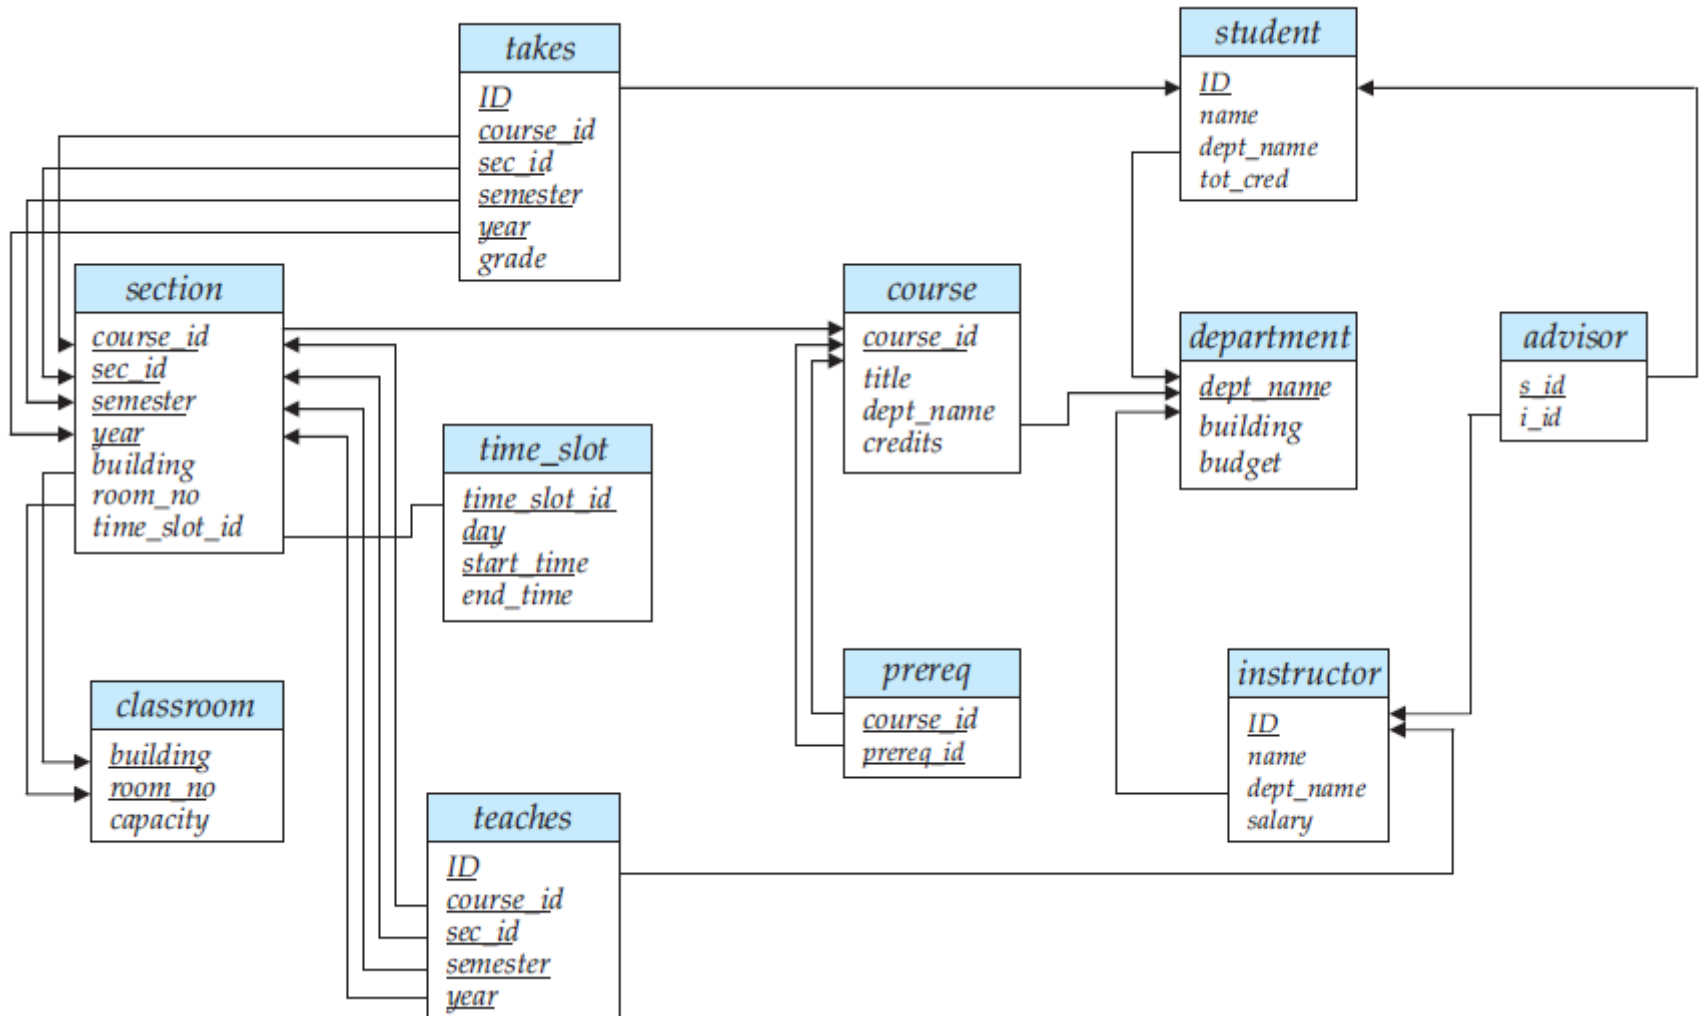 takes
ID
course_id
sec_id
semester
year
grade
student
ID
name
dept_name
tot_cred
section
course_id
sec_id
semester
year
building
room_no
time_slot_id
time_slot
time_slot_id
day
start_time
end_time
course
course_id
title
dept_name
credits
department
dept_name
building
budget
advisor
s_id
i_id
classroom
building
room_no
capacity
prereq
course_id
prereq_id
instructor
ID
name
dept_name
salary
teaches
ID
course_id
sec_id
semester
year